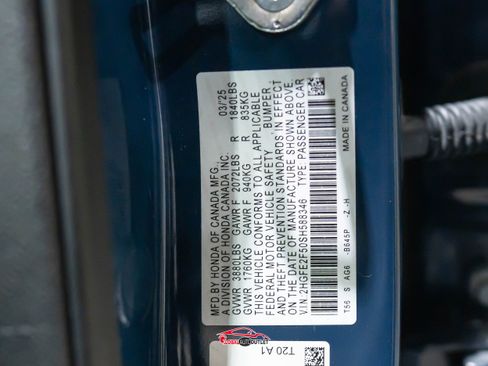 MFD BY HONDA OF CANADA MFG. 03/25
A DIVISION OF HONDA CANADA INC.
GVWR 3880LBS GAWR F 2072LBS R 1840LBS
GVWR 1760KG GAWR F 940KG R 835KG
THIS VEHICLE CONFORMS TO ALL APPLICABLE
FEDERAL MOTOR VEHICLE SAFETY , BUMPER ,
AND THEFT PREVENTION STANDARDS IN EFFECT
ON THE DATE OF MANUFACTURE SHOWN ABOVE.
V.I.N. 2HGFE2F50SH588346 TYPE: PASSENGER CAR
T56 S AG6 -B645P -Z -H MADE IN CANADA
T20 A1